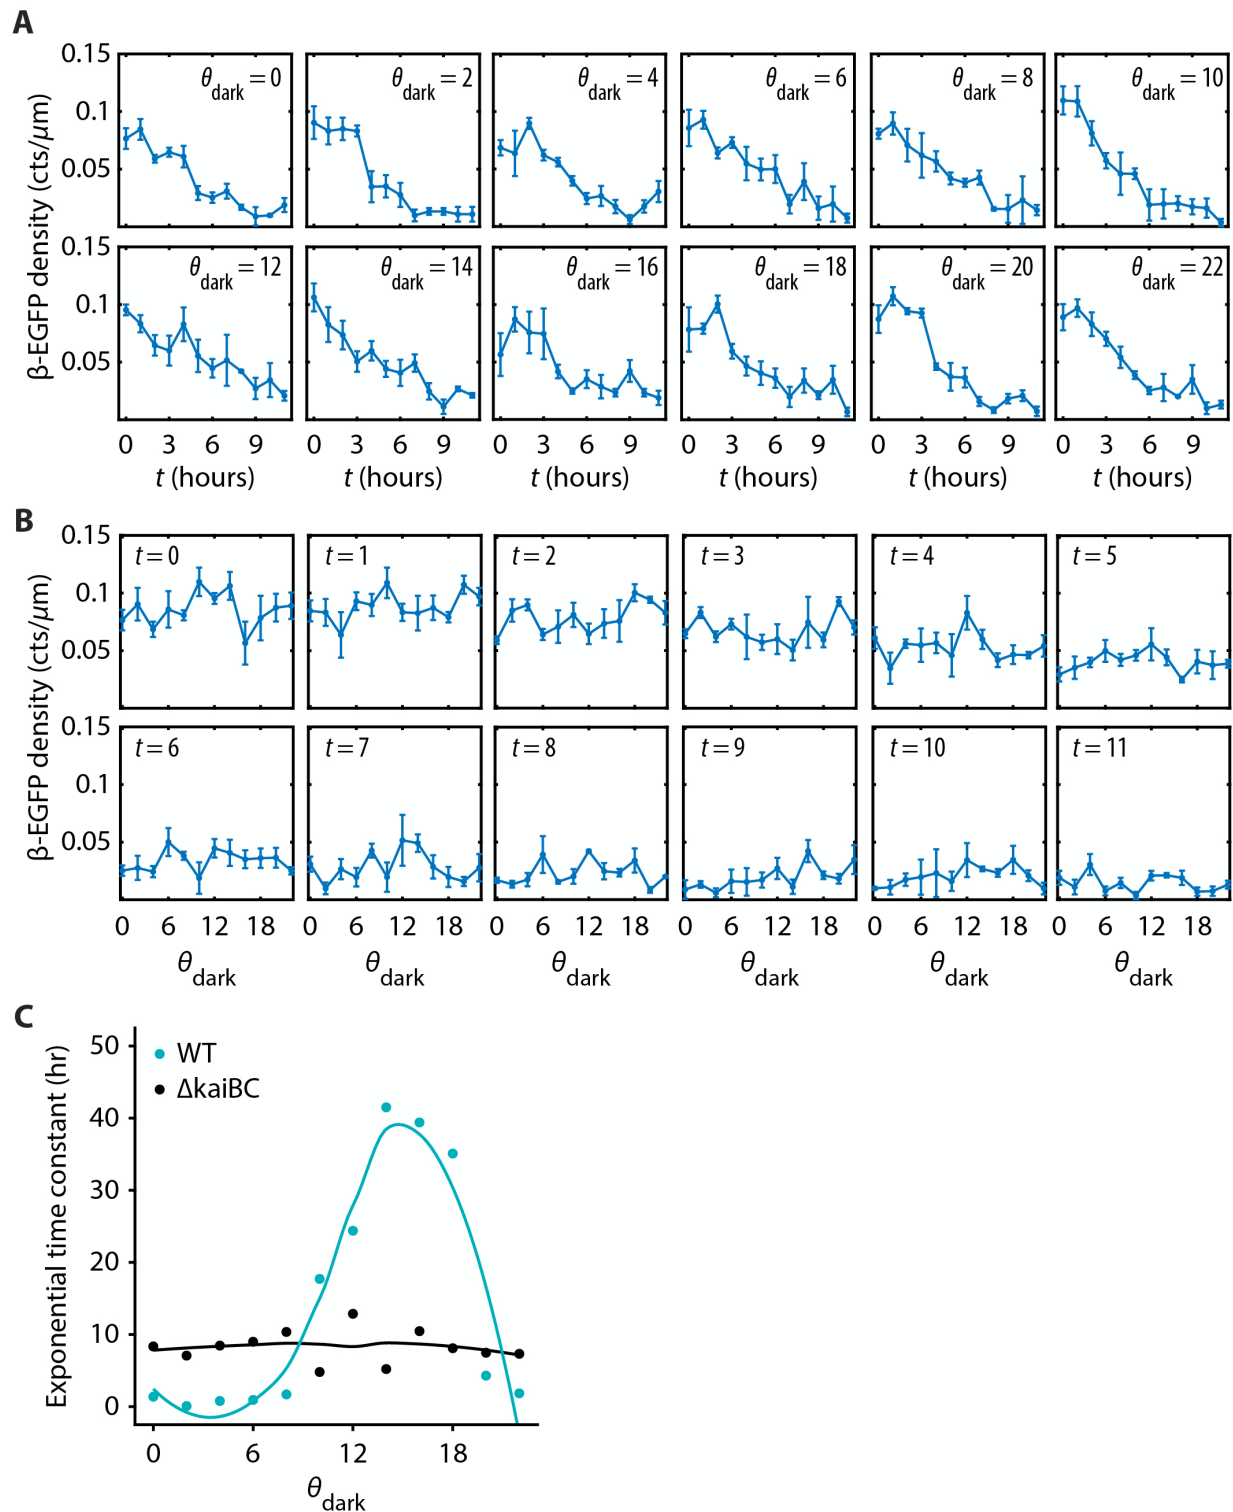 A
β-EGFP density (cts/μm)
0.15
0.1
0.05
θdark = 0
θdark = 2
θdark = 4
θdark = 6
θdark = 8
θdark = 10
0.15
0.1
0.05
θdark = 12
θdark = 14
θdark = 16
θdark = 18
θdark = 20
θdark = 22
0 3 6 9 0 3 6 9 0 3 6 9 0 3 6 9 0 3 6 9 0 3 6 9
t (hours) t (hours) t (hours) t (hours) t (hours) t (hours)
B
β-EGFP density (cts/μm)
0.15
0.1
0.05
t = 0
t = 1
t = 2
t = 3
t = 4
t = 5
0.15
0.1
0.05
t = 6
t = 7
t = 8
t = 9
t = 10
t = 11
0 6 12 18 0 6 12 18 0 6 12 18 0 6 12 18 0 6 12 18 0 6 12 18
θdark θdark θdark θdark θdark θdark
C
Exponential time constant (hr)
50
40
30
20
10
0
WT
ΔkaiBC
0 6 12 18
θdark